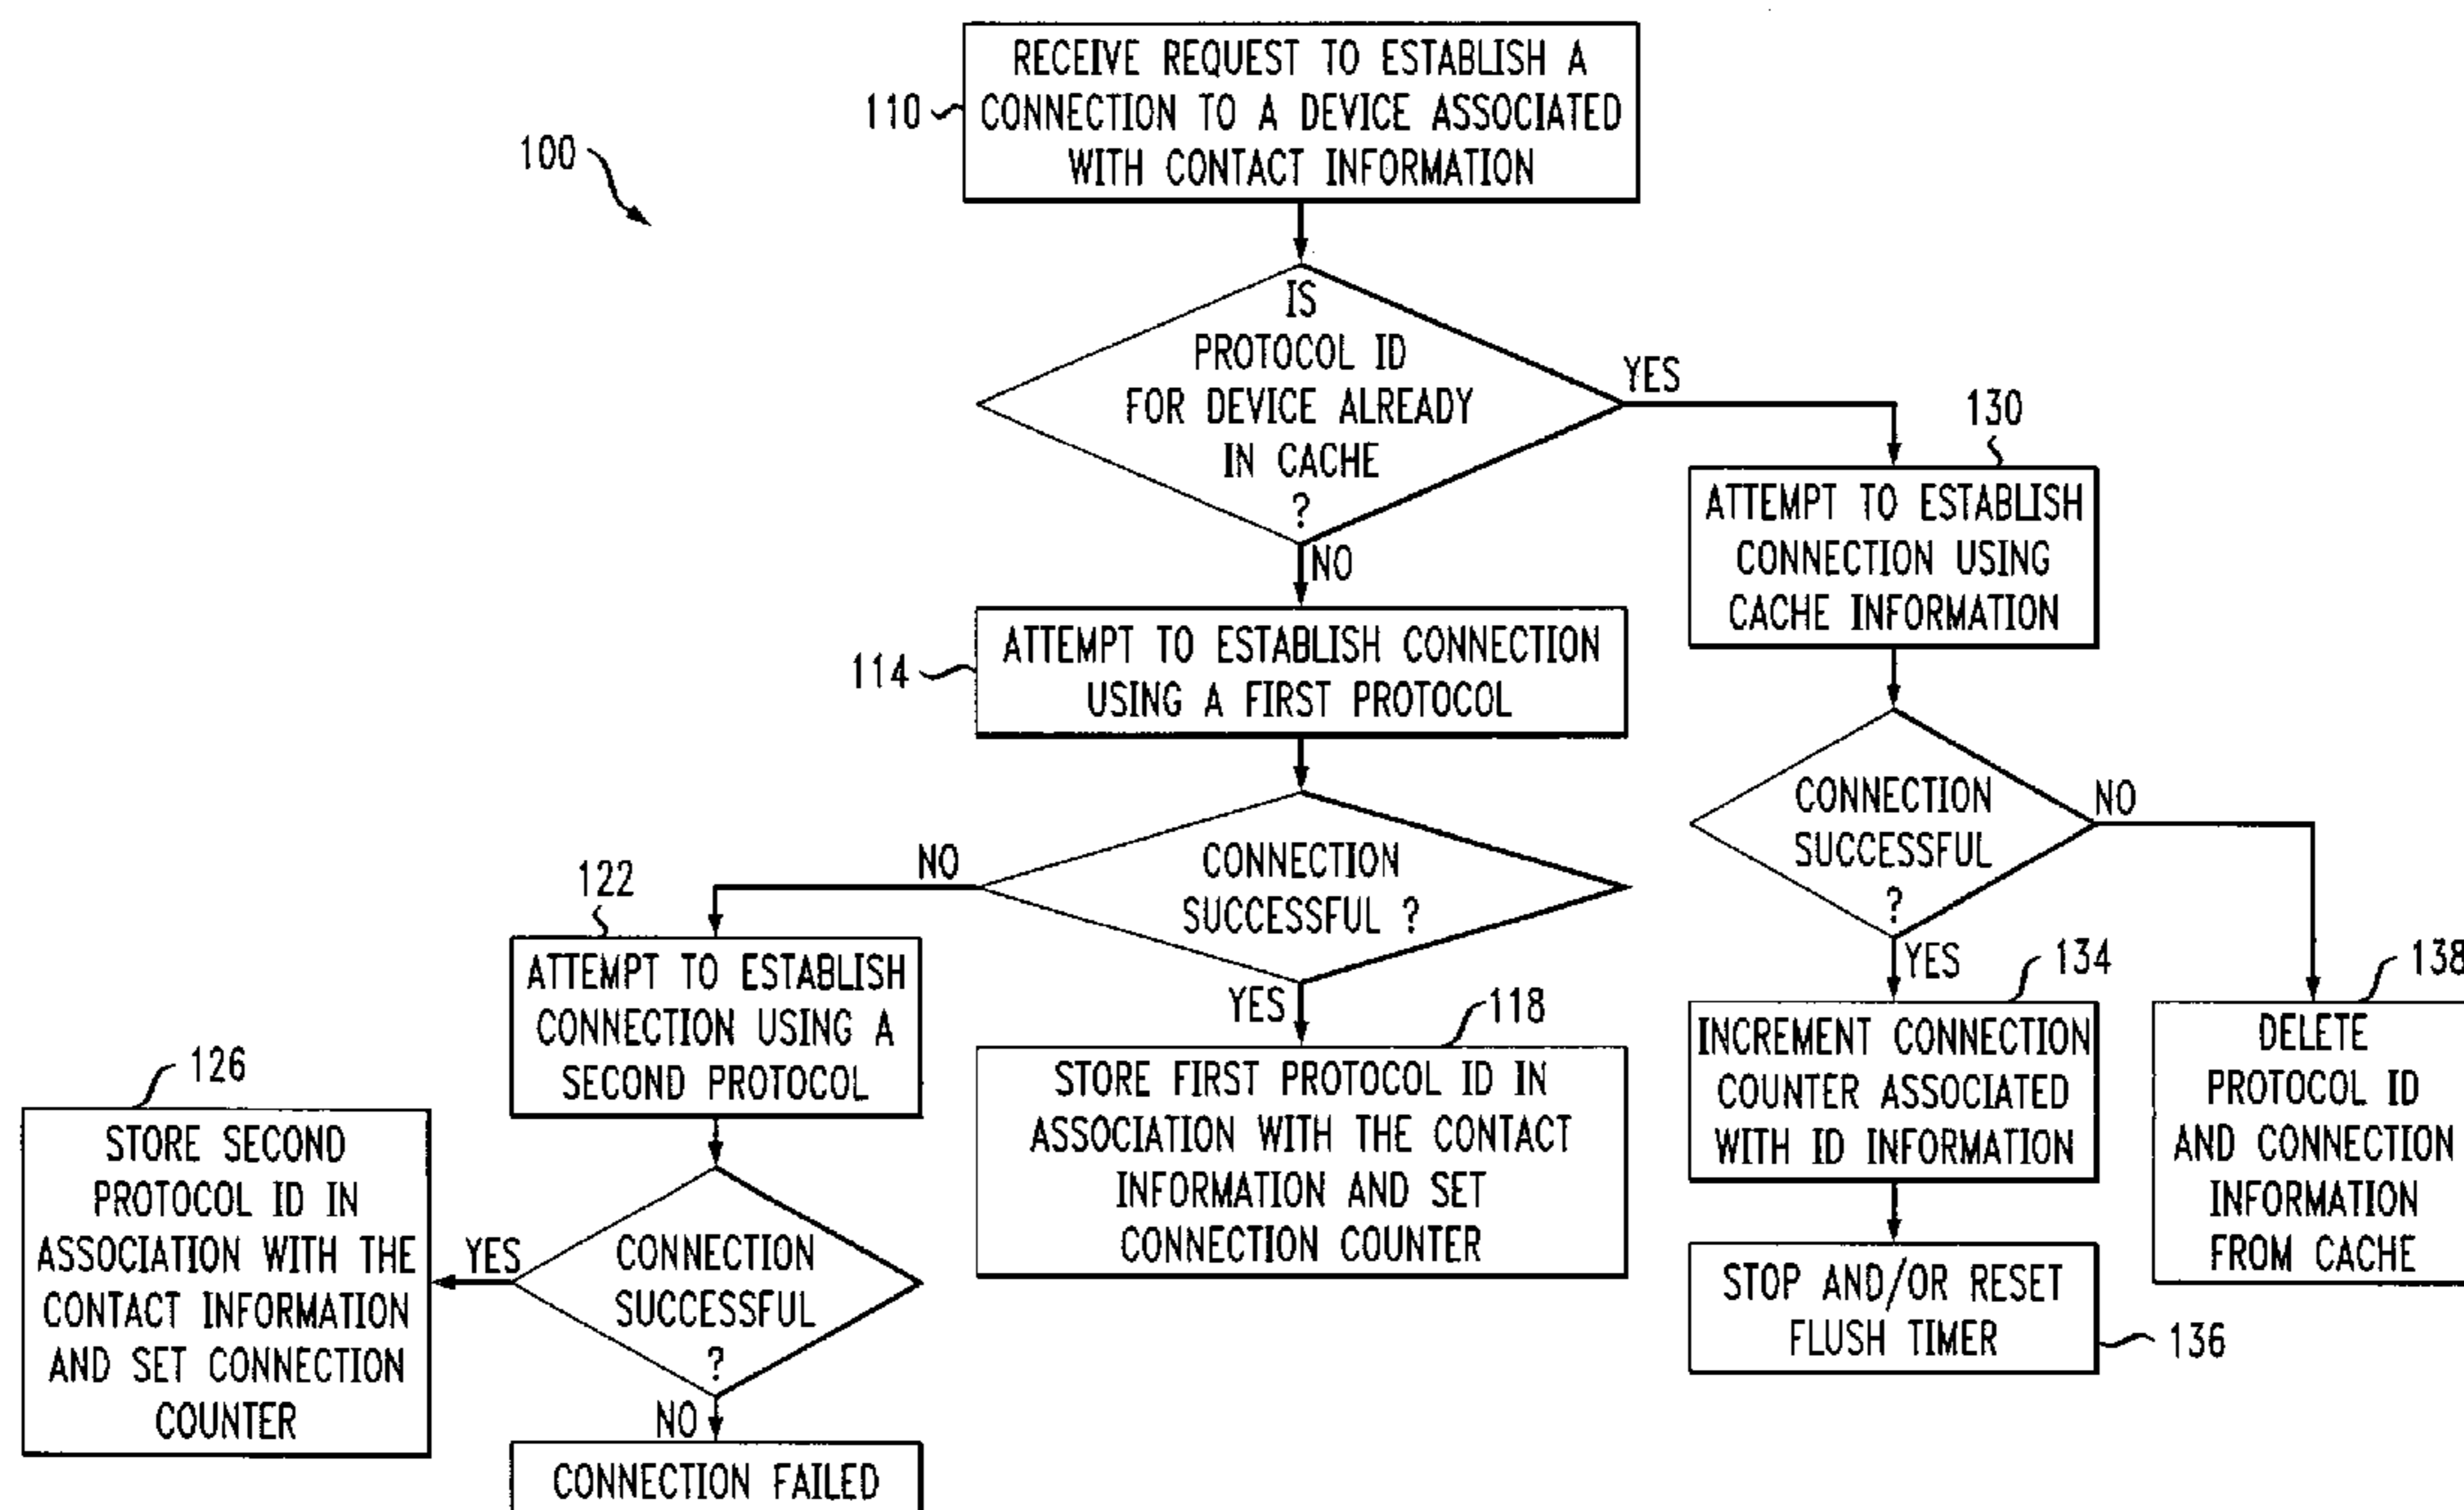 RECEIVE REQUEST TO ESTABLISH A
CONNECTION TO A DEVICE ASSOCIATED
WITH CONTACT INFORMATION
110
100
IS
PROTOCOL ID
FOR DEVICE ALREADY
IN CACHE
?
YES
NO
130
ATTEMPT TO ESTABLISH
CONNECTION USING
CACHE INFORMATION
114
ATTEMPT TO ESTABLISH CONNECTION
USING A FIRST PROTOCOL
CONNECTION
SUCCESSFUL
?
NO
YES
CONNECTION
SUCCESSFUL ?
NO
YES
122
ATTEMPT TO ESTABLISH
CONNECTION USING A
SECOND PROTOCOL
118
STORE FIRST PROTOCOL ID IN
ASSOCIATION WITH THE CONTACT
INFORMATION AND SET
CONNECTION COUNTER
134
INCREMENT CONNECTION
COUNTER ASSOCIATED
WITH ID INFORMATION
138
DELETE
PROTOCOL ID
AND CONNECTION
INFORMATION
FROM CACHE
STOP AND/OR RESET
FLUSH TIMER
136
126
STORE SECOND
PROTOCOL ID IN
ASSOCIATION WITH THE
CONTACT INFORMATION
AND SET CONNECTION
COUNTER
YES
CONNECTION
SUCCESSFUL
?
NO
CONNECTION FAILED